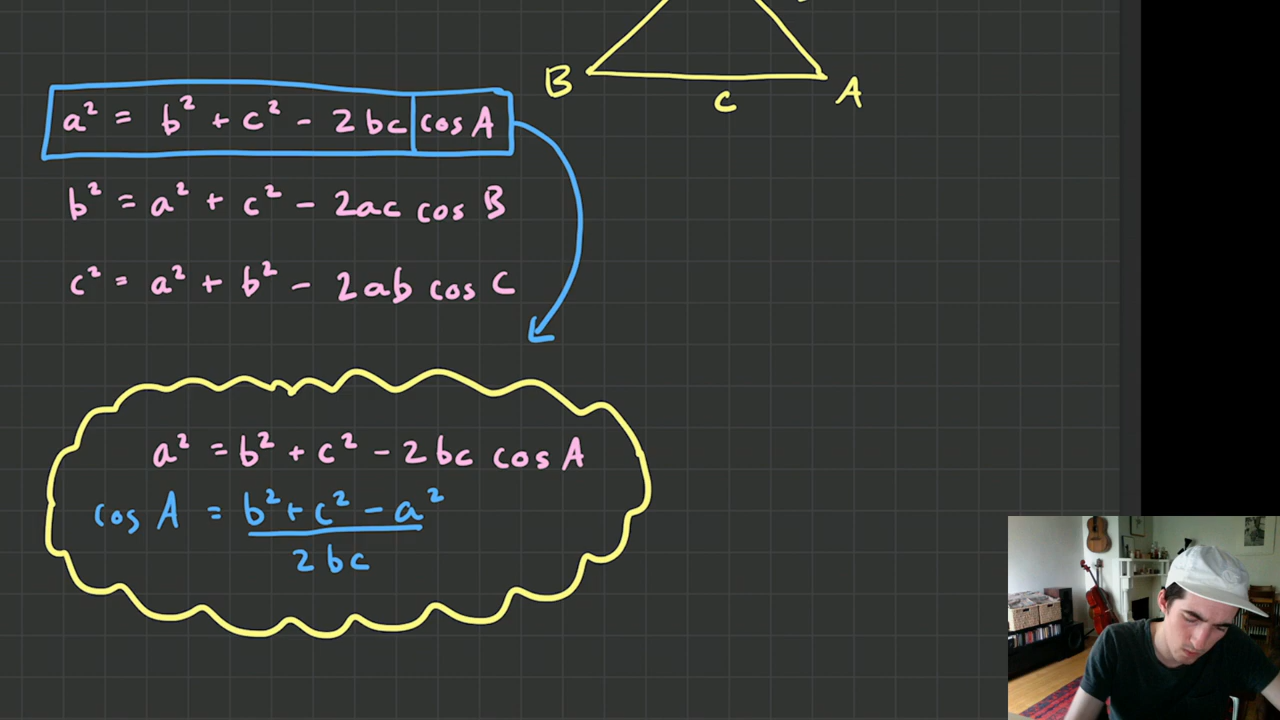 B
c
A
a² = b² + c² - 2bc cos A
b² = a² + c² - 2ac cos B
c² = a² + b² - 2ab cos C
a² = b² + c² - 2bc cos A
cos A = b² + c² - a²
2bc